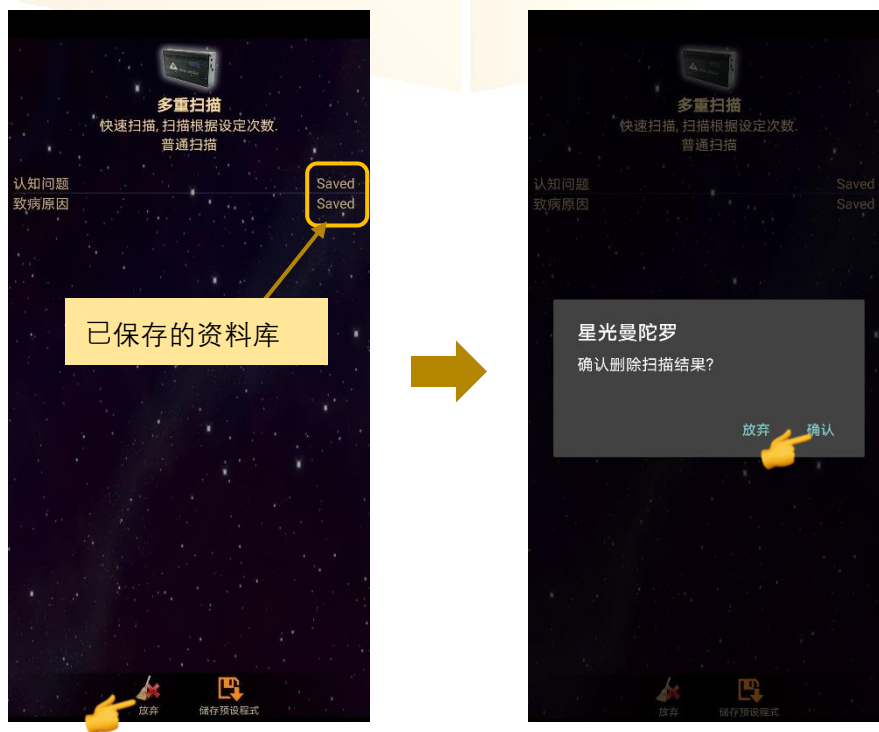 多重扫描
快速扫描, 扫描根据设定次数.
普通扫描
认知问题 Saved
致病原因 Saved
已保存的资料库
放弃 储存预设程式
多重扫描
快速扫描, 扫描根据设定次数.
普通扫描
认知问题 Saved
致病原因 Saved
星光曼陀罗
确认删除扫描结果?
放弃 确认
放弃 储存预设程式